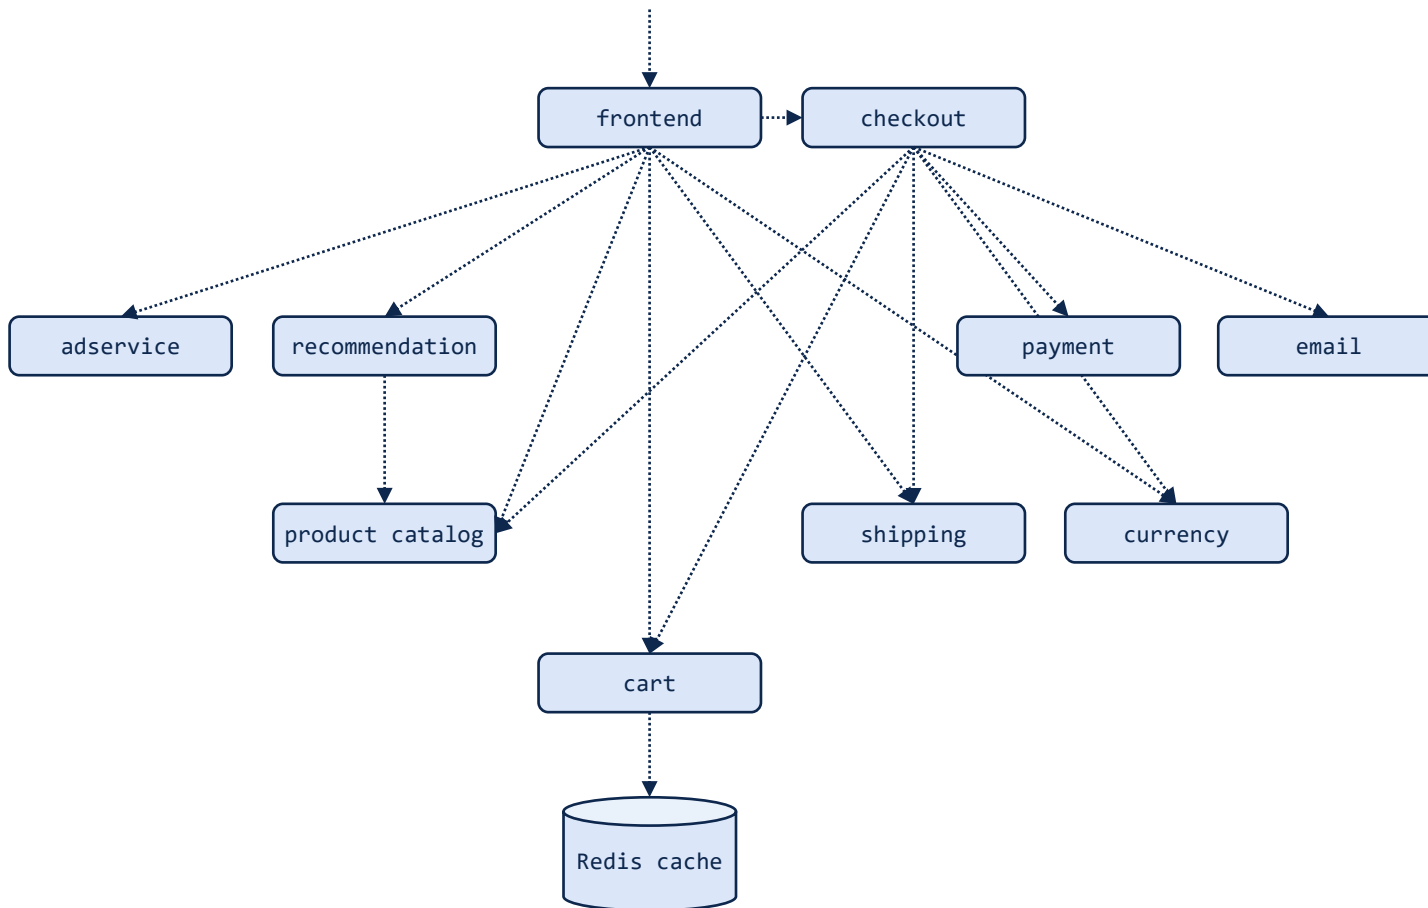 frontend
checkout
adservice
recommendation
payment
email
product catalog
shipping
currency
cart
Redis cache